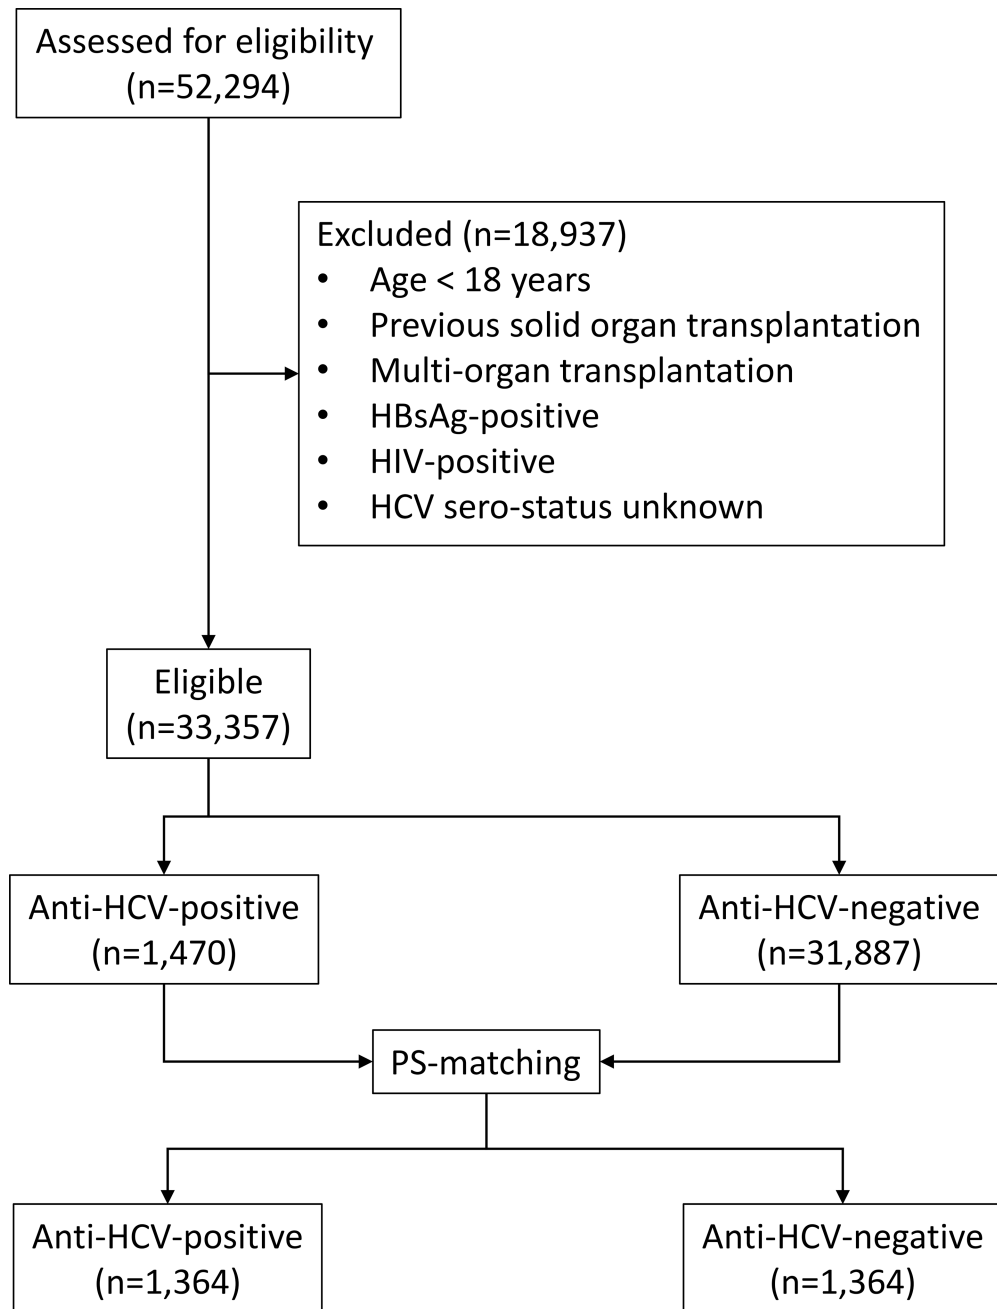 Assessed for eligibility
(n=52,294)
Excluded (n=18,937)
• Age < 18 years
• Previous solid organ transplantation
• Multi-organ transplantation
• HBsAg-positive
• HIV-positive
• HCV sero-status unknown
Eligible
(n=33,357)
Anti-HCV-positive
(n=1,470)
Anti-HCV-negative
(n=31,887)
PS-matching
Anti-HCV-positive
(n=1,364)
Anti-HCV-negative
(n=1,364)